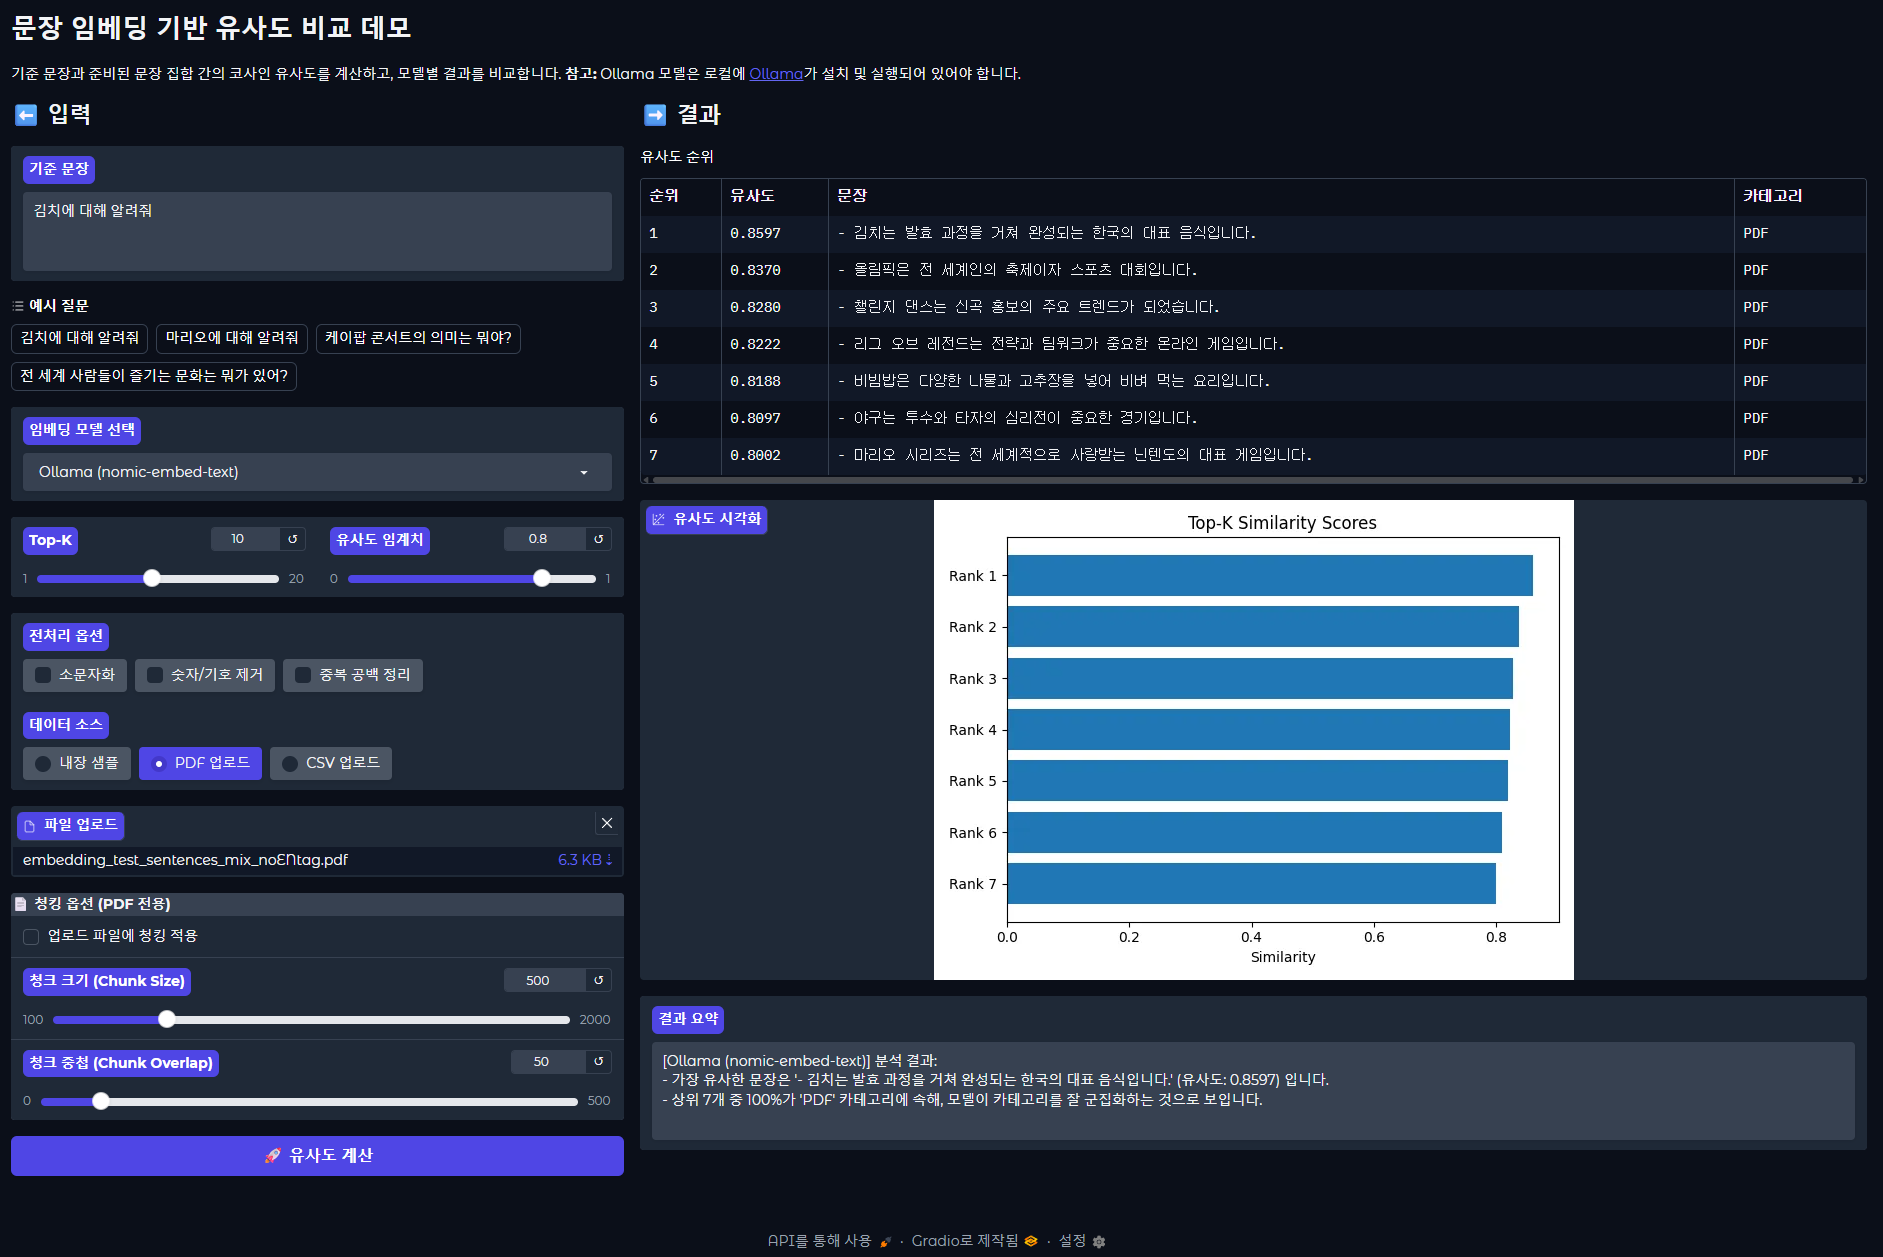 문장 임베딩 기반 유사도 비교 데모
기준 문장과 준비된 문장 집합 간의 코사인 유사도를 계산하고, 모델별 결과를 비교합니다. 참고: Ollama 모델은 로컬에 Ollama가 설치 및 실행되어 있어야 합니다.
입력
기준 문장
김치에 대해 알려줘
예시 질문
김치에 대해 알려줘 마리오에 대해 알려줘 케이팝 콘서트의 의미는 뭐야?
전 세계 사람들이 즐기는 문화는 뭐가 있어?
임베딩 모델 선택
Ollama (nomic-embed-text)
Top-K 10 ↺ 유사도 임계치 0.8 ↺
1 20 0 1
전처리 옵션
소문자화 숫자/기호 제거 중복 공백 정리
데이터 소스
내장 샘플 PDF 업로드 CSV 업로드
파일 업로드
embedding_test_sentences_mix_noENtag.pdf 6.3 KB ⇣
청킹 옵션 (PDF 전용)
업로드 파일에 청킹 적용
청크 크기 (Chunk Size) 500 ↺
100 2000
청크 중첩 (Chunk Overlap) 50 ↺
0 500
유사도 계산
결과
유사도 순위
순위 유사도 문장 카테고리
1 0.8597 - 김치는 발효 과정을 거쳐 완성되는 한국의 대표 음식입니다. PDF
2 0.8370 - 올림픽은 전 세계인의 축제이자 스포츠 대회입니다. PDF
3 0.8280 - 챌린지 댄스는 신곡 홍보의 주요 트렌드가 되었습니다. PDF
4 0.8222 - 리그 오브 레전드는 전략과 팀워크가 중요한 온라인 게임입니다. PDF
5 0.8188 - 비빔밥은 다양한 나물과 고추장을 넣어 비벼 먹는 요리입니다. PDF
6 0.8097 - 야구는 투수와 타자의 심리전이 중요한 경기입니다. PDF
7 0.8002 - 마리오 시리즈는 전 세계적으로 사랑받는 닌텐도의 대표 게임입니다. PDF
유사도 시각화
Top-K Similarity Scores
Rank 1
Rank 2
Rank 3
Rank 4
Rank 5
Rank 6
Rank 7
0.0 0.2 0.4 0.6 0.8
Similarity
결과 요약
[Ollama (nomic-embed-text)] 분석 결과:
- 가장 유사한 문장은 '- 김치는 발효 과정을 거쳐 완성되는 한국의 대표 음식입니다.' (유사도: 0.8597) 입니다.
- 상위 7개 중 100%가 'PDF' 카테고리에 속해, 모델이 카테고리를 잘 군집화하는 것으로 보입니다.
API를 통해 사용 · Gradio로 제작됨 · 설정